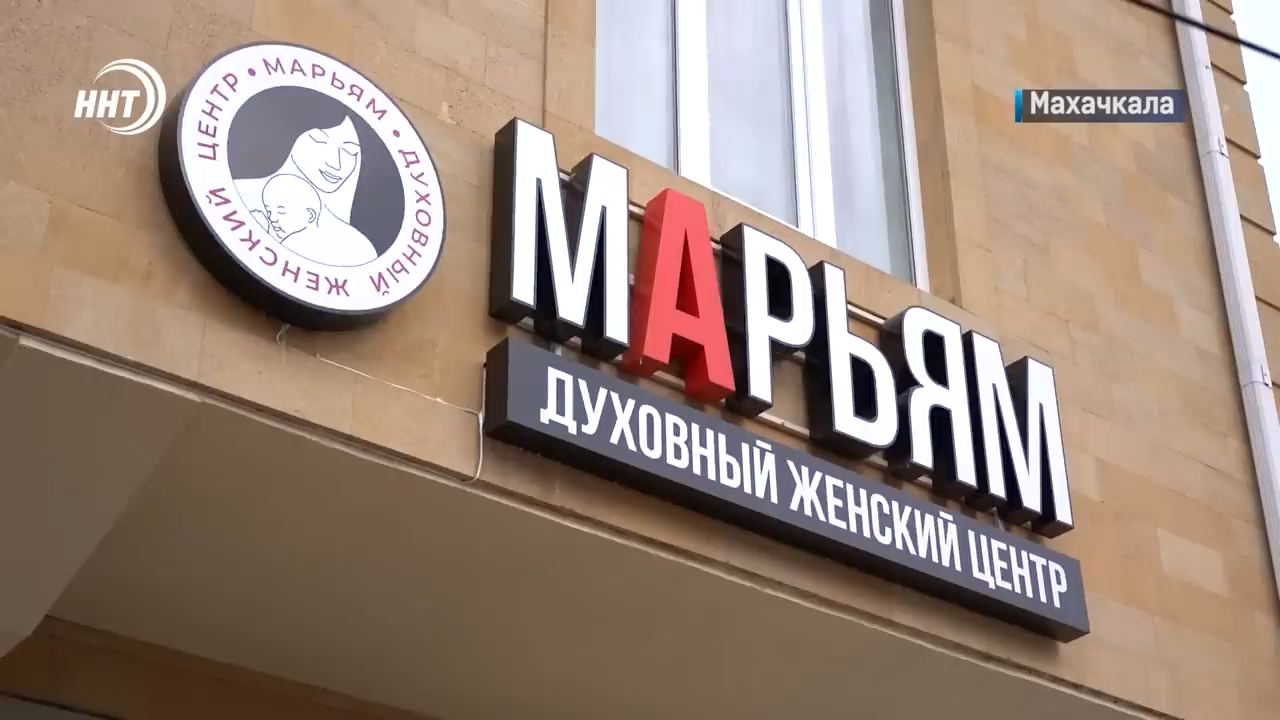 ННТ
Махачкала
ЦЕНТР • МАРЬЯМ • ДУХОВНЫЙ ЖЕНСКИЙ
МАРЬЯМ
ДУХОВНЫЙ ЖЕНСКИЙ ЦЕНТР